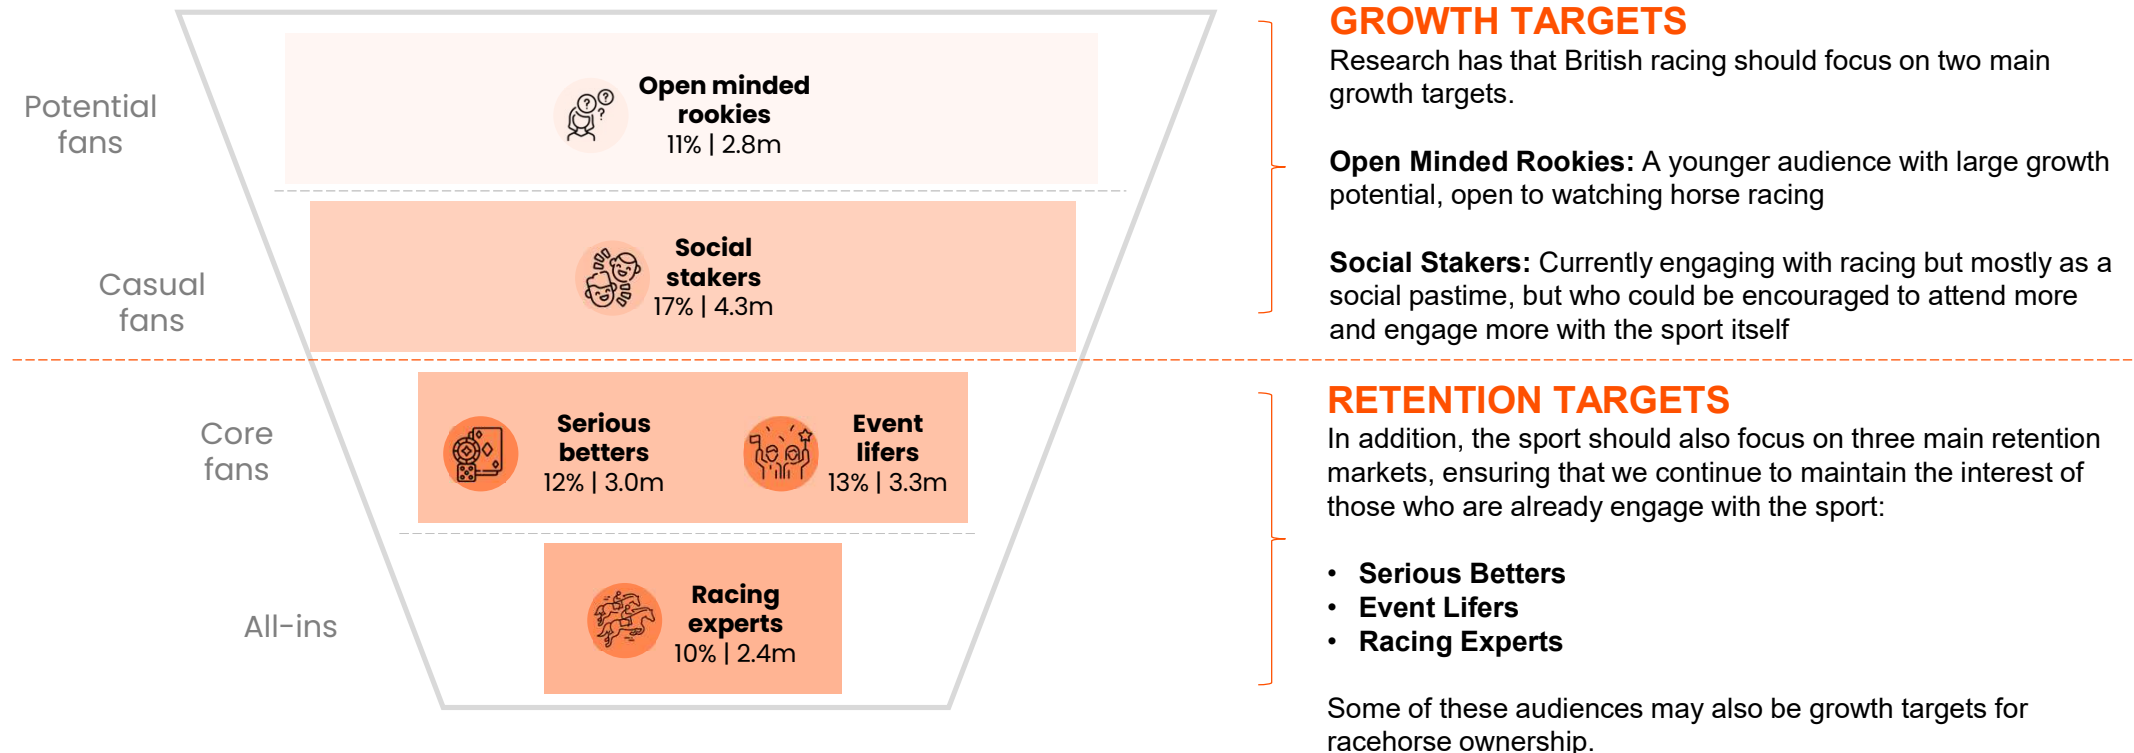 Potential
fans
Open minded
rookies
11% | 2.8m
Casual
fans
Social
stakers
17% | 4.3m
Core
fans
Serious
betters
12% | 3.0m
Event
lifers
13% | 3.3m
All-ins
Racing
experts
10% | 2.4m
GROWTH TARGETS
Research has that British racing should focus on two main
growth targets.
Open Minded Rookies: A younger audience with large growth
potential, open to watching horse racing
Social Stakers: Currently engaging with racing but mostly as a
social pastime, but who could be encouraged to attend more
and engage more with the sport itself
RETENTION TARGETS
In addition, the sport should also focus on three main retention
markets, ensuring that we continue to maintain the interest of
those who are already engage with the sport:
• Serious Betters
• Event Lifers
• Racing Experts
Some of these audiences may also be growth targets for
racehorse ownership.